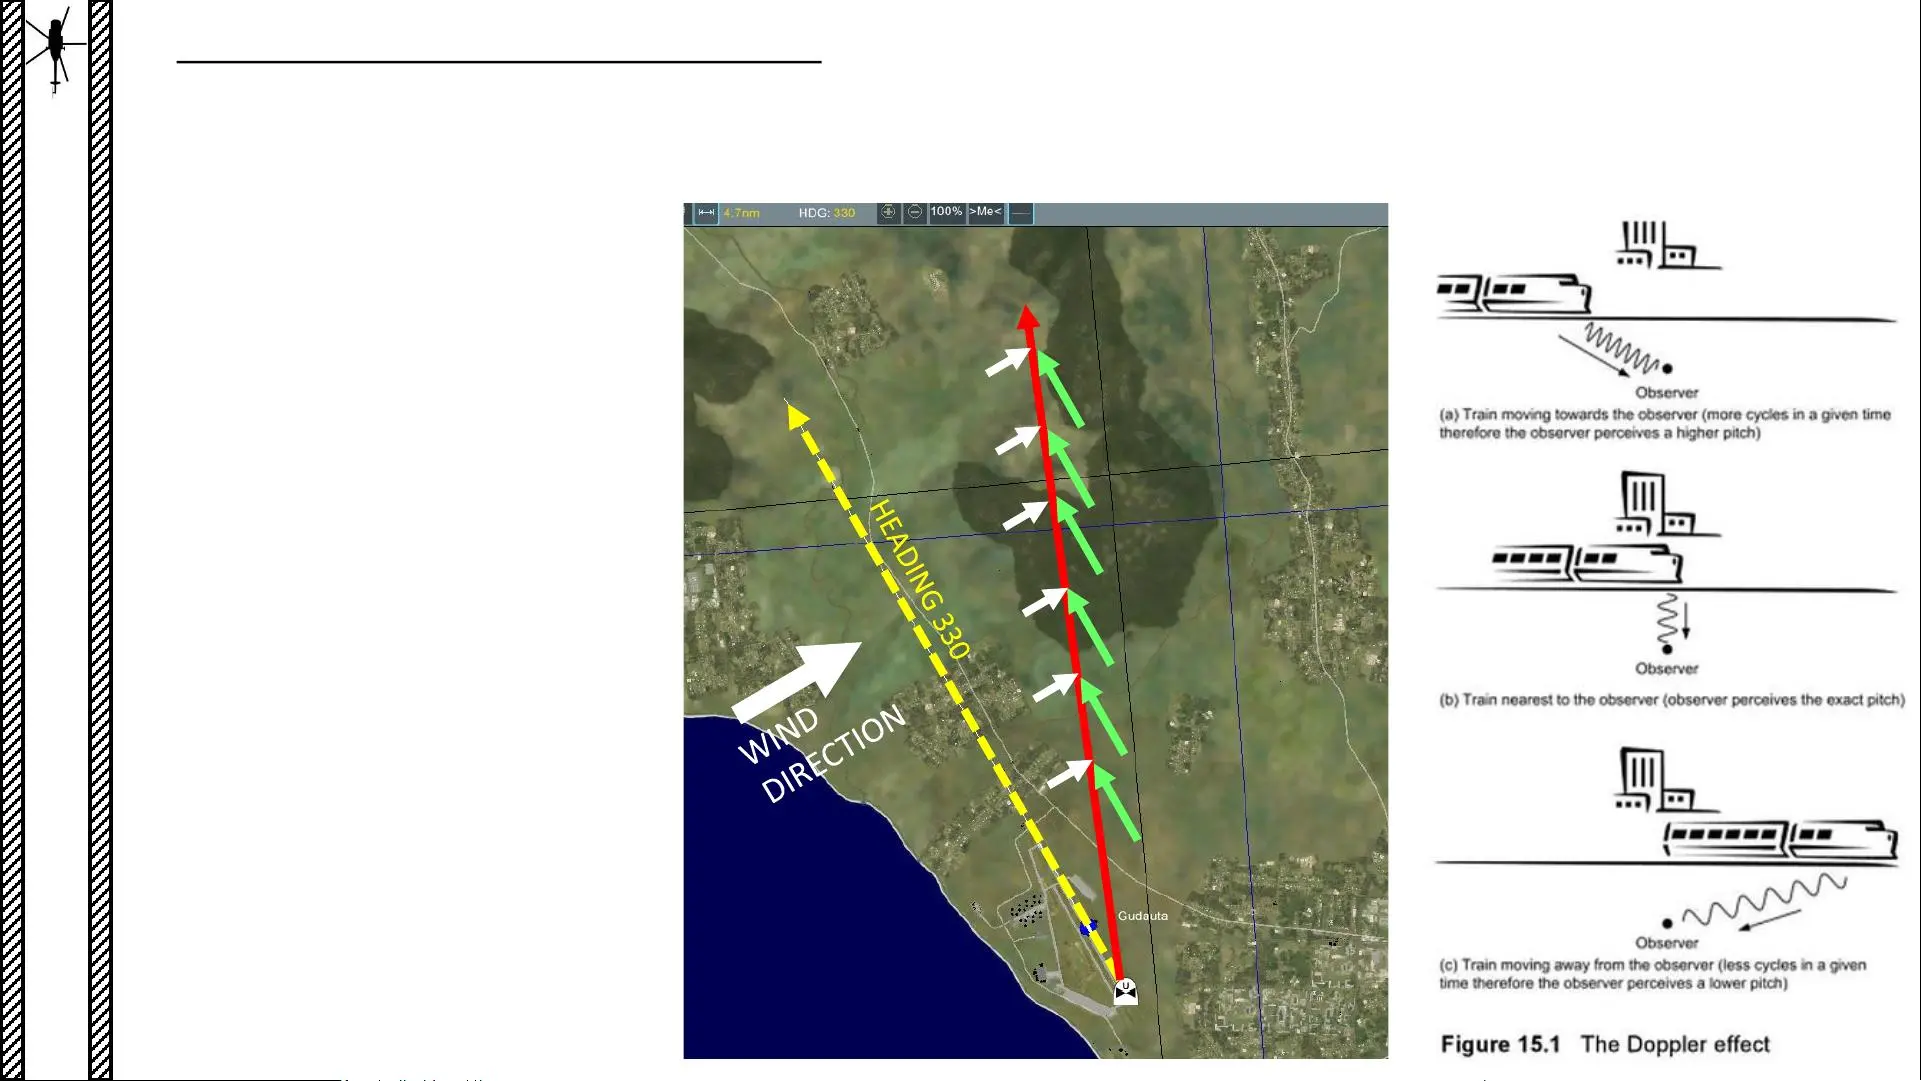 4.7nm HDG: 330 100% >Me<
HEADING 330
WIND
DIRECTION
Gudauta
U
Observer
(a) Train moving towards the observer (more cycles in a given time
therefore the observer perceives a higher pitch)
Observer
(b) Train nearest to the observer (observer perceives the exact pitch)
Observer
(c) Train moving away from the observer (less cycles in a given
time therefore the observer perceives a lower pitch)
Figure 15.1 The Doppler effect